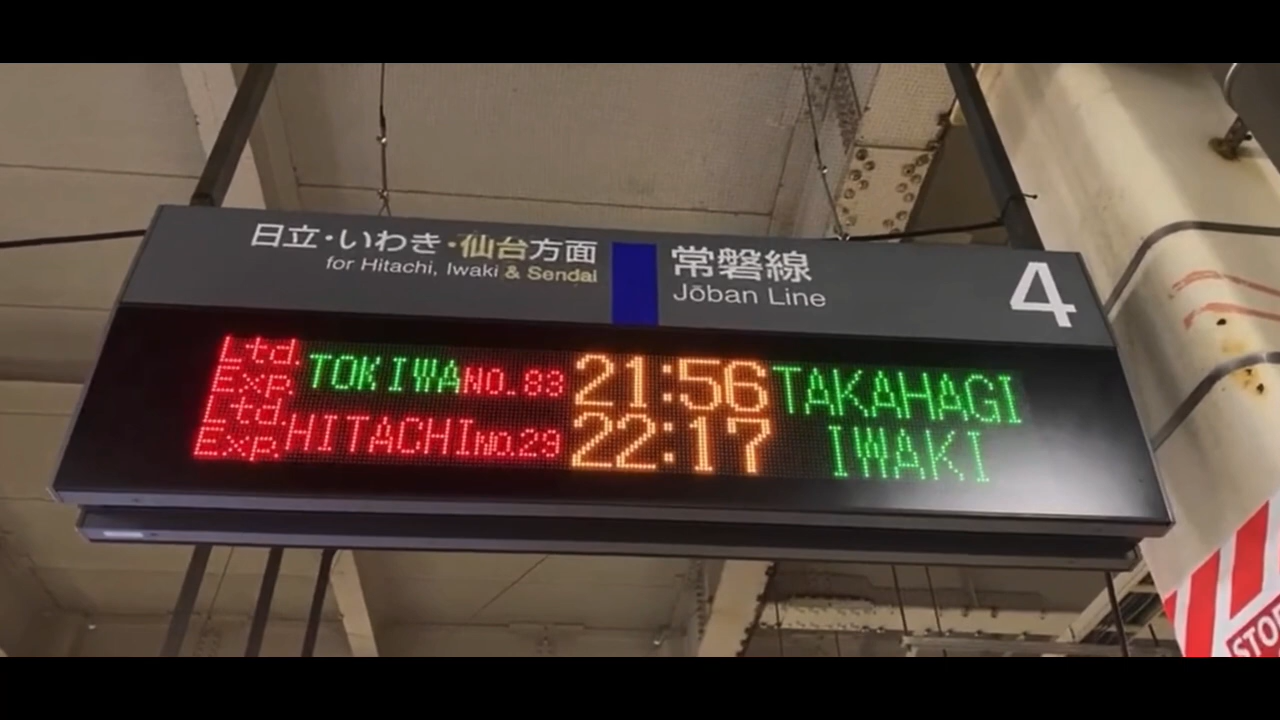 日立・いわき・仙台方面
for Hitachi, Iwaki & Sendai
常磐線
Jōban Line
4
Ltd. Exp. TOKIWA NO.83 21:56 TAKAHAGI
Ltd. Exp. HITACHI NO.29 22:17 IWAKI